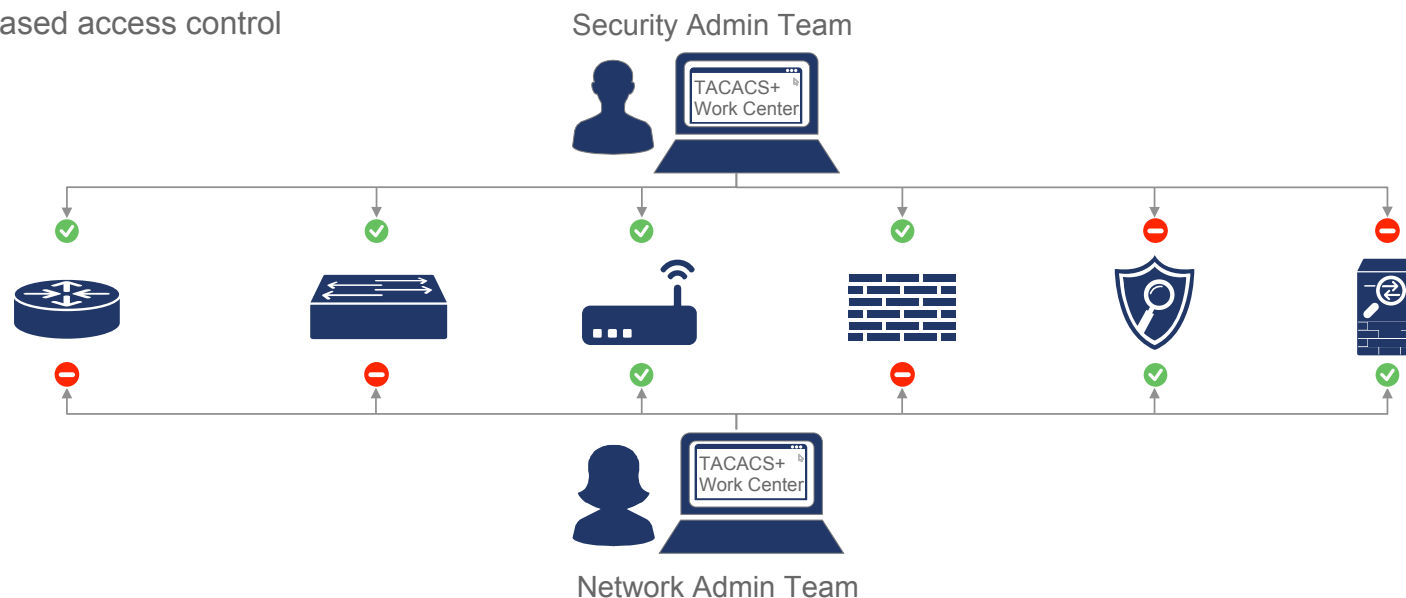 ased access control
Security Admin Team
TACACS+
Work Center
TACACS+
Work Center
Network Admin Team